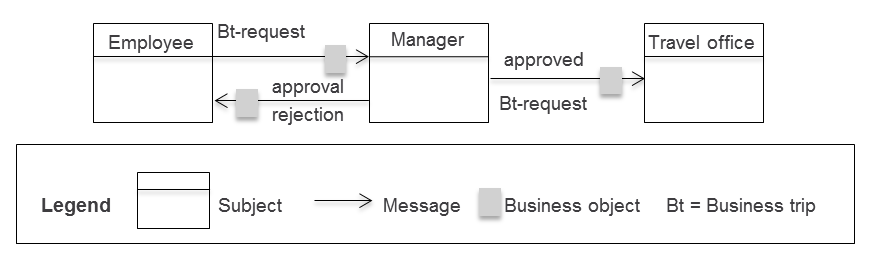 Employee
Bt-request
Manager
Travel office
approved
approval
rejection
Bt-request
Legend
Subject
Message
Business object
Bt = Business trip